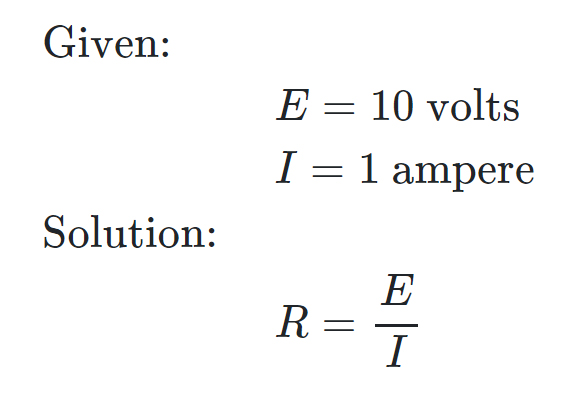 Given:
E = 10 volts
I = 1 ampere
Solution:
R = E/I